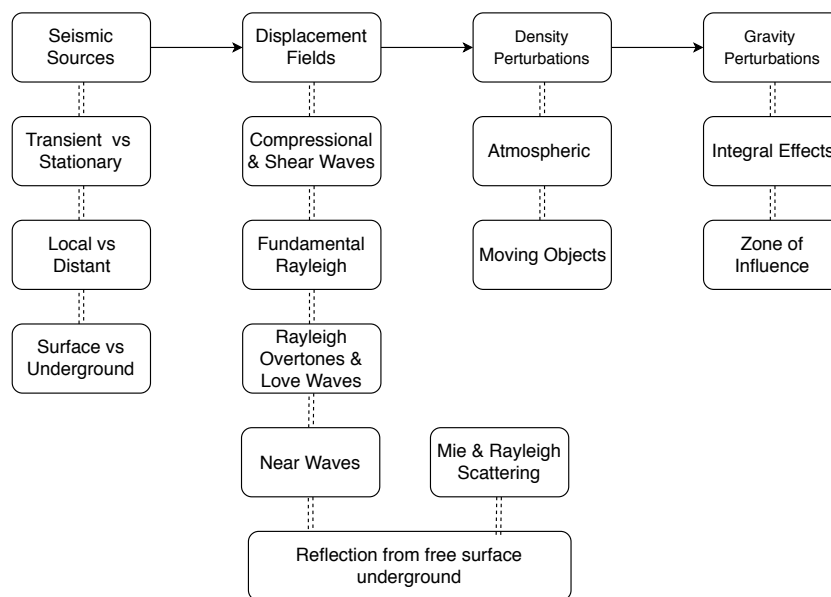 Seismic
Sources
Displacement
Fields
Density
Perturbations
Gravity
Perturbations
Transient vs
Stationary
Compressional
& Shear Waves
Atmospheric
Integral Effects
Local vs
Distant
Fundamental
Rayleigh
Moving Objects
Zone of
Influence
Surface vs
Underground
Rayleigh
Overtones &
Love Waves
Near Waves
Mie & Rayleigh
Scattering
Reflection from free surface
underground